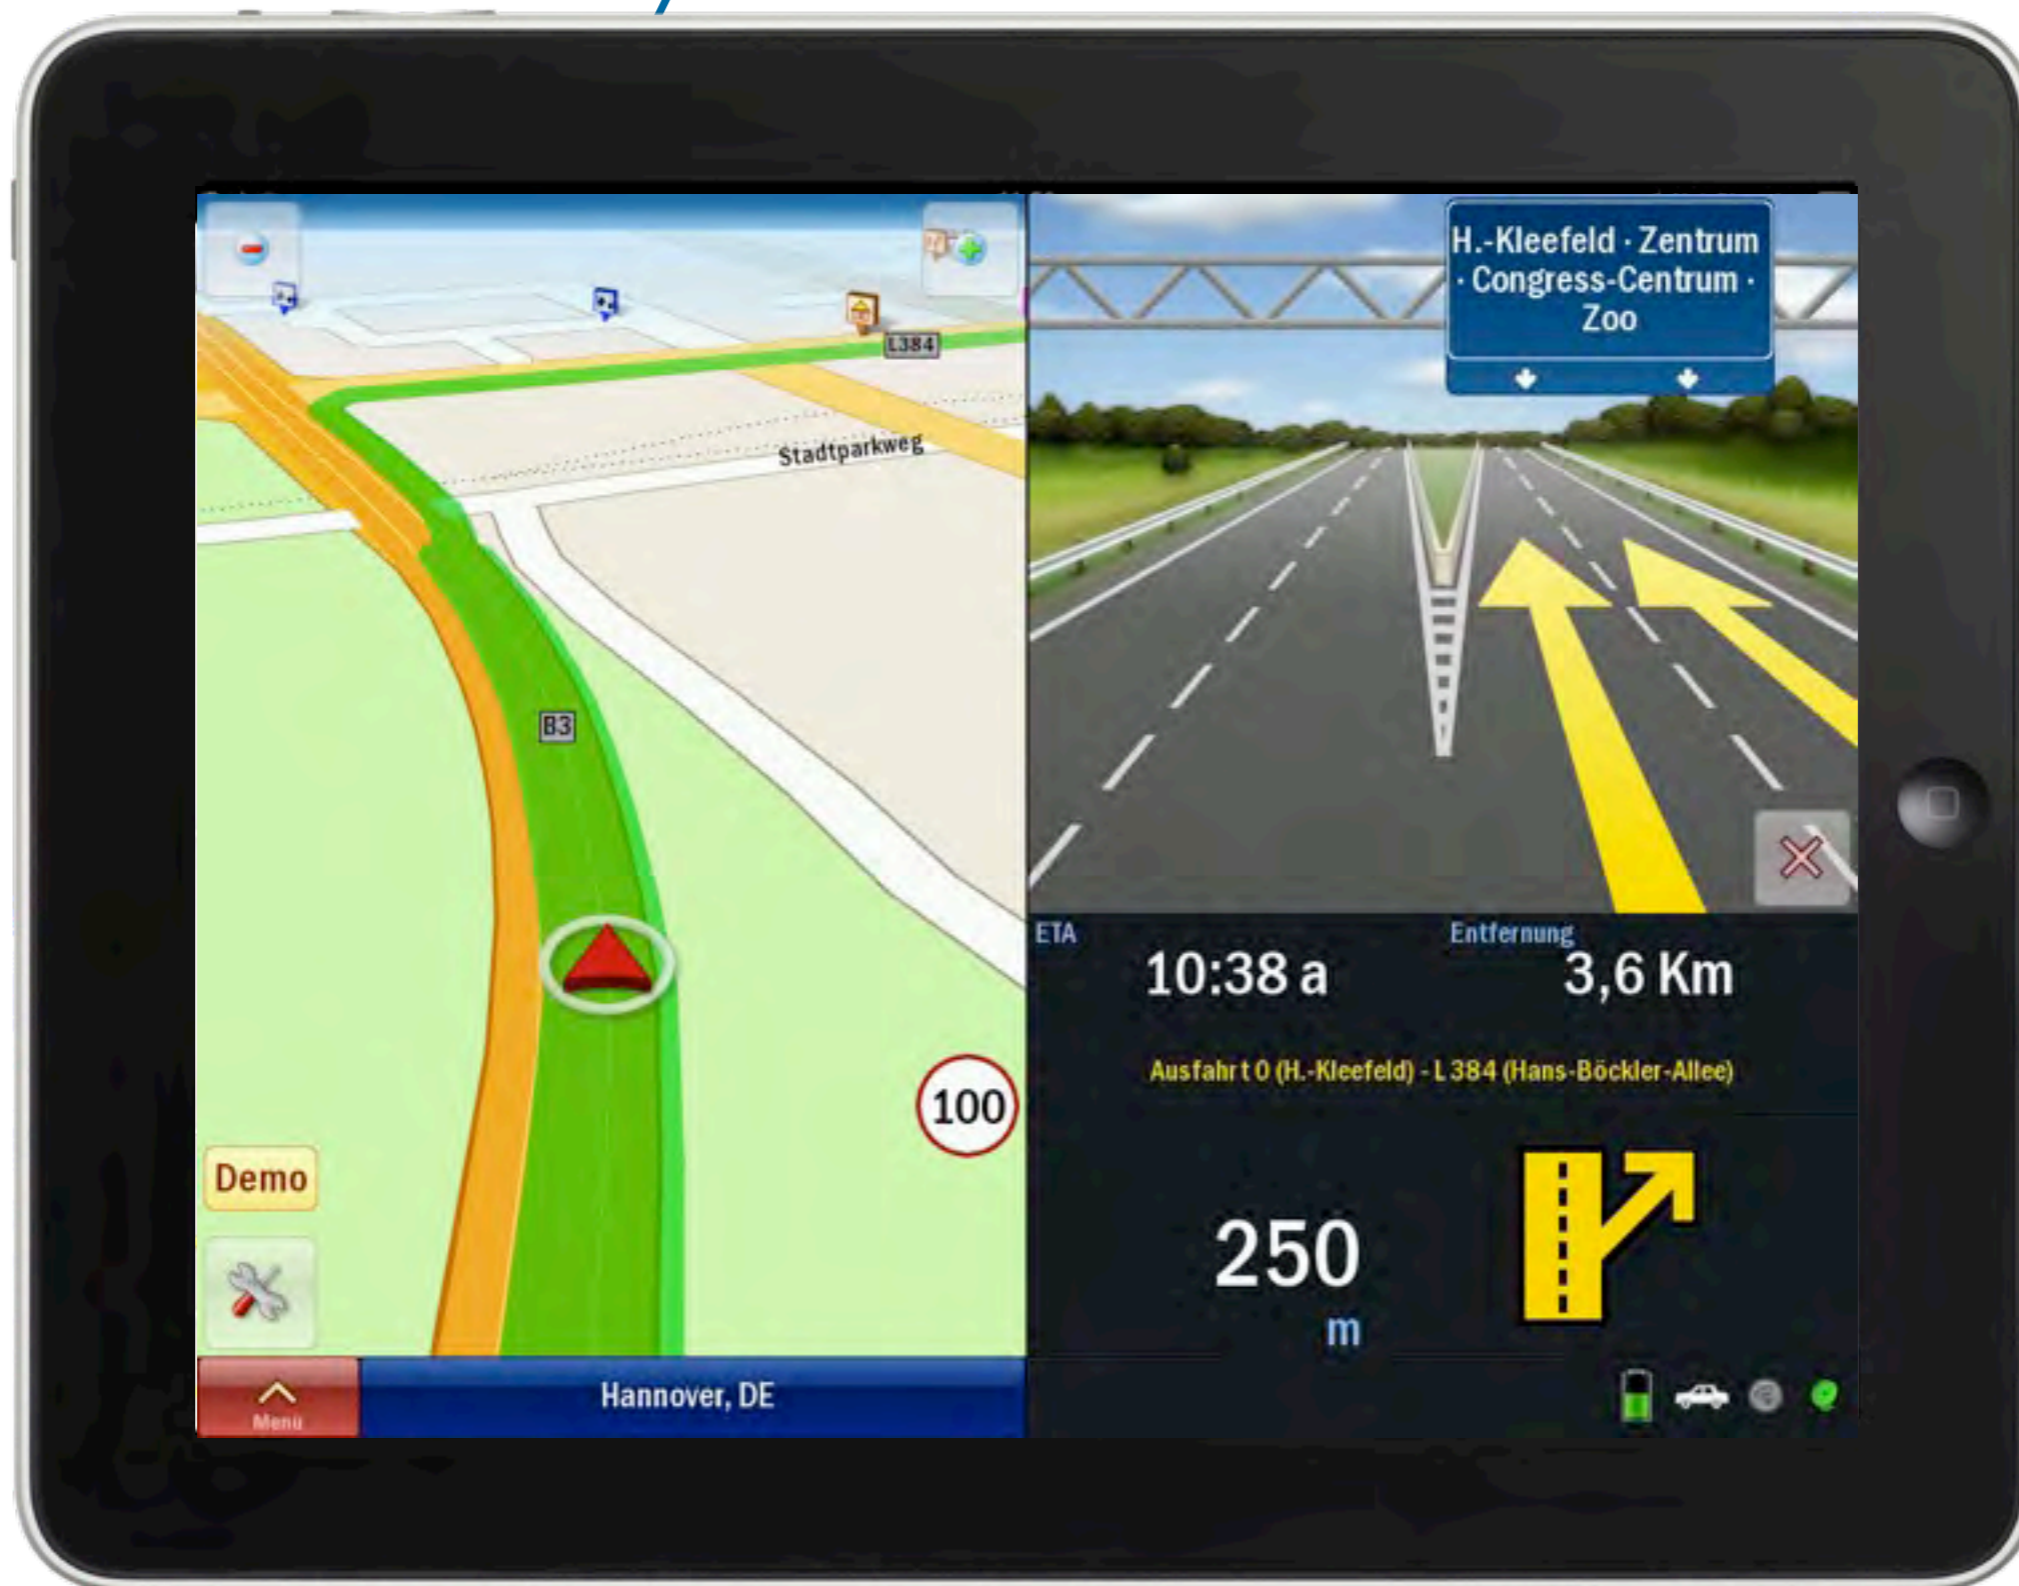 L384
Stadtparkweg
B3
100
Demo
Menü
Hannover, DE
H.-Kleefeld · Zentrum
· Congress-Centrum ·
Zoo
ETA
10:38 a
Entfernung
3,6 Km
Ausfahrt 0 (H.-Kleefeld) - L 384 (Hans-Böckler-Allee)
250
m